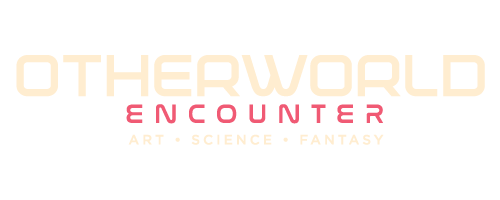 OTHERWORLD
ENCOUNTER
ART • SCIENCE • FANTASY